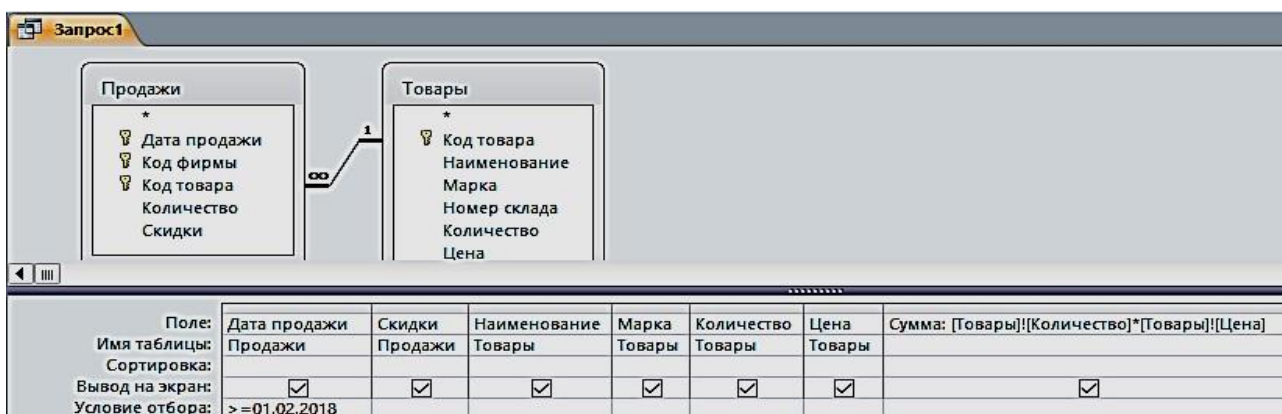 Запрос1
Продажи
*
Дата продажи
Код фирмы
Код товара
Количество
Скидки
∞
1
Товары
*
Код товара
Наименование
Марка
Номер склада
Количество
Цена
Поле: Дата продажи Скидки Наименование Марка Количество Цена Сумма: [Товары]![Количество]*[Товары]![Цена]
Имя таблицы: Продажи Продажи Товары Товары Товары Товары
Сортировка:
Вывод на экран:
Условие отбора: >=01.02.2018